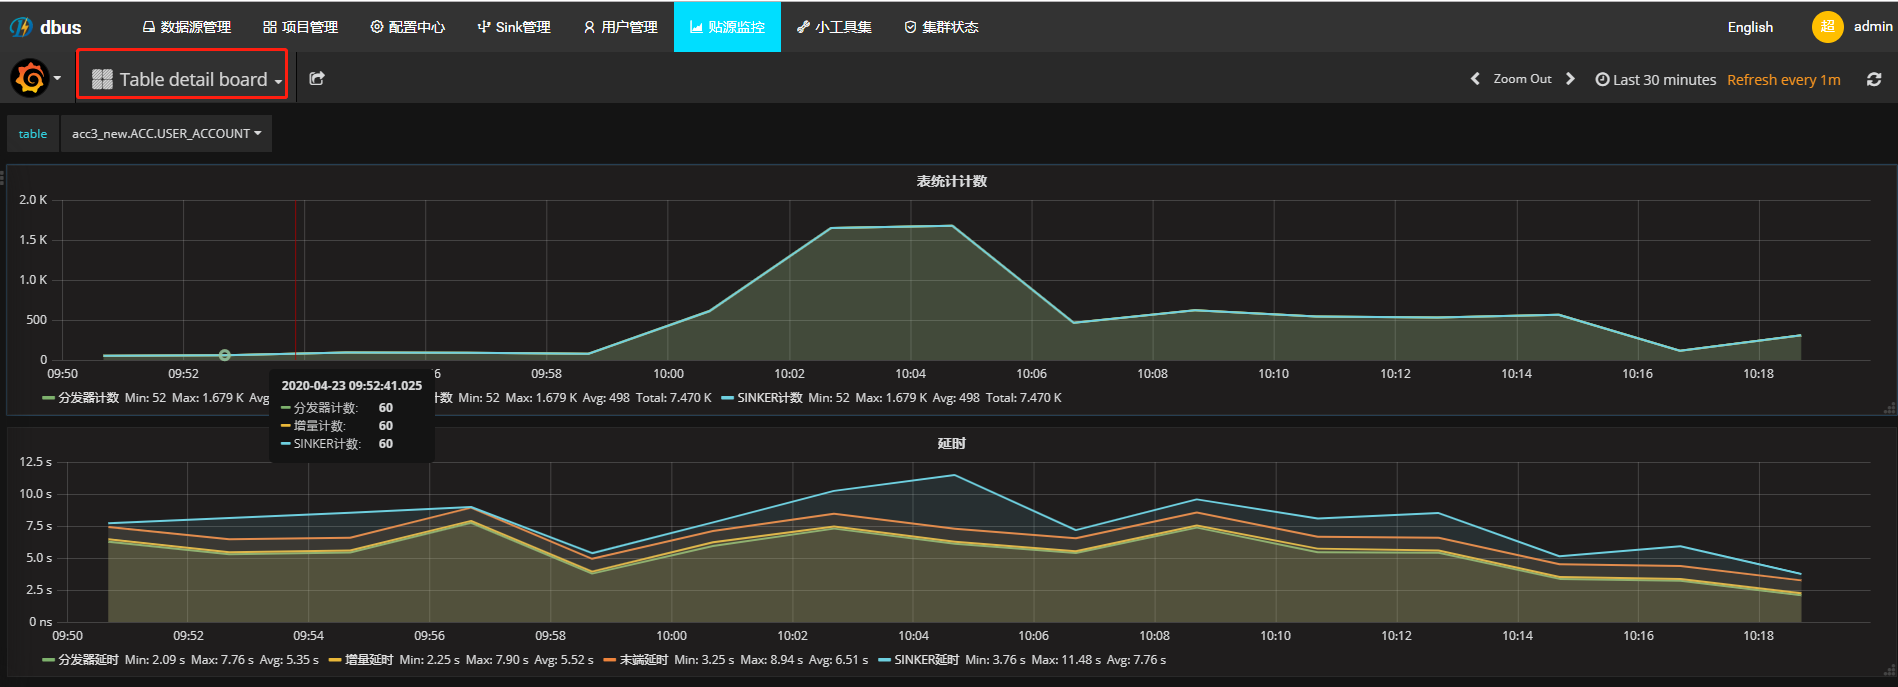 dbus 数据源管理 项目管理 配置中心 Sink管理 用户管理 贴源监控 小工具集 集群状态 English 超 admin
Table detail board Zoom Out Last 30 minutes Refresh every 1m
table acc3_new.ACC.USER_ACCOUNT
表统计计数
2.0 K
1.5 K
1.0 K
500
0
09:50 09:52 6 09:58 10:00 10:02 10:04 10:06 10:08 10:10 10:12 10:14 10:16 10:18
分发器计数 Min: 52 Max: 1.679 K Avg 计数 Min: 52 Max: 1.679 K Avg: 498 Total: 7.470 K SINKER计数 Min: 52 Max: 1.679 K Avg: 498 Total: 7.470 K
2020-04-23 09:52:41.025
分发器计数: 60
增量计数: 60
SINKER计数: 60
延时
12.5 s
10.0 s
7.5 s
5.0 s
2.5 s
0 ns
09:50 09:52 09:54 09:56 09:58 10:00 10:02 10:04 10:06 10:08 10:10 10:12 10:14 10:16 10:18
分发器延时 Min: 2.09 s Max: 7.76 s Avg: 5.35 s 增量延时 Min: 2.25 s Max: 7.90 s Avg: 5.52 s 末端延时 Min: 3.25 s Max: 8.94 s Avg: 6.51 s SINKER延时 Min: 3.76 s Max: 11.48 s Avg: 7.76 s